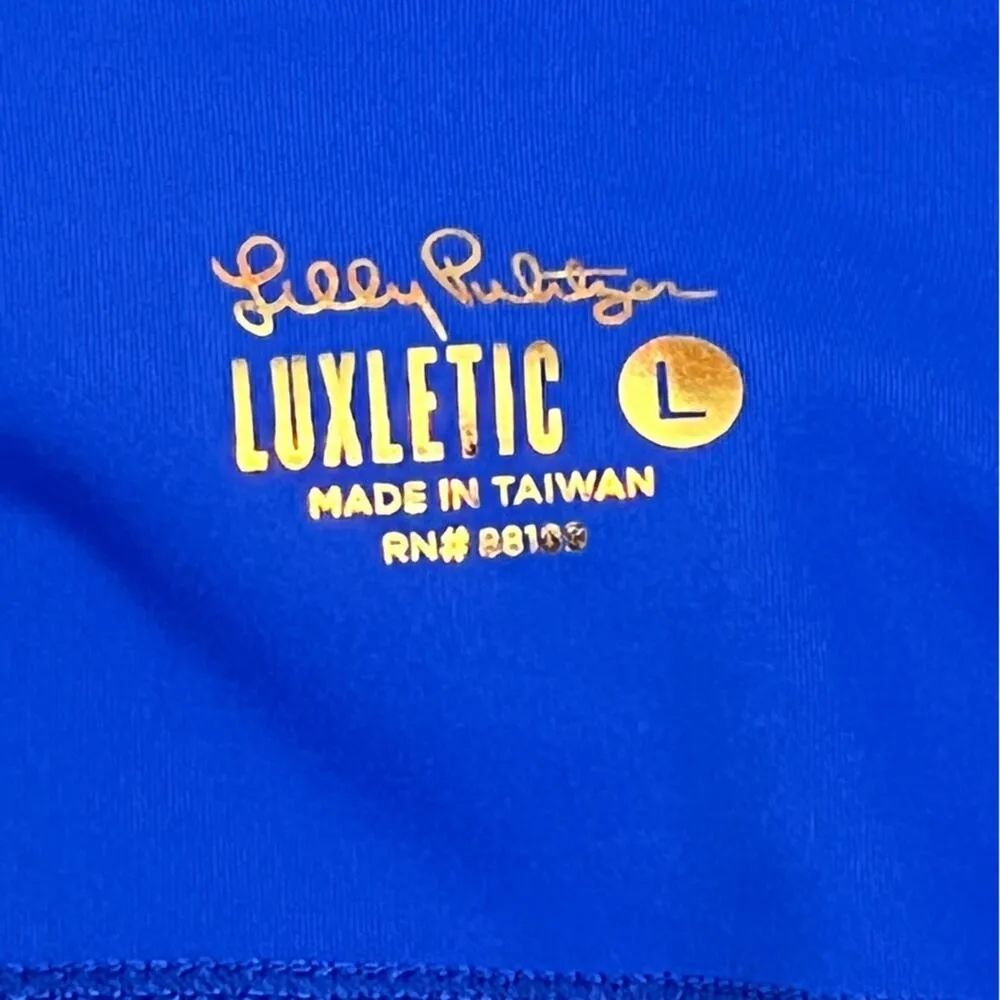 Lilly Pulitzer
LUXLETIC L
MADE IN TAIWAN
RN#